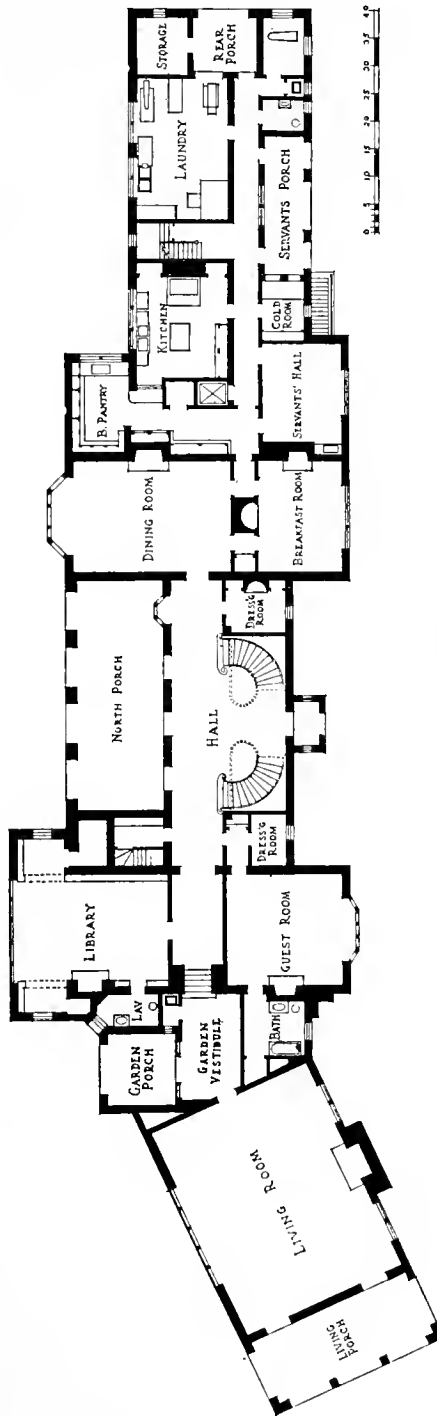 STORAGE
REAR
PORCH
LAUNDRY
SERVANTS PORCH
COLD
ROOM
KITCHEN
B. PANTRY
SERVANTS' HALL
DINING ROOM
BREAKFAST ROOM
DRESS'G
ROOM
NORTH PORCH
HALL
DRESS'G
ROOM
LIBRARY
GUEST ROOM
LAV
BATH
GARDEN
PORCH
GARDEN
VESTIBULE
LIVING ROOM
LIVING
PORCH
0 5 10 15 20 25 30 35 40